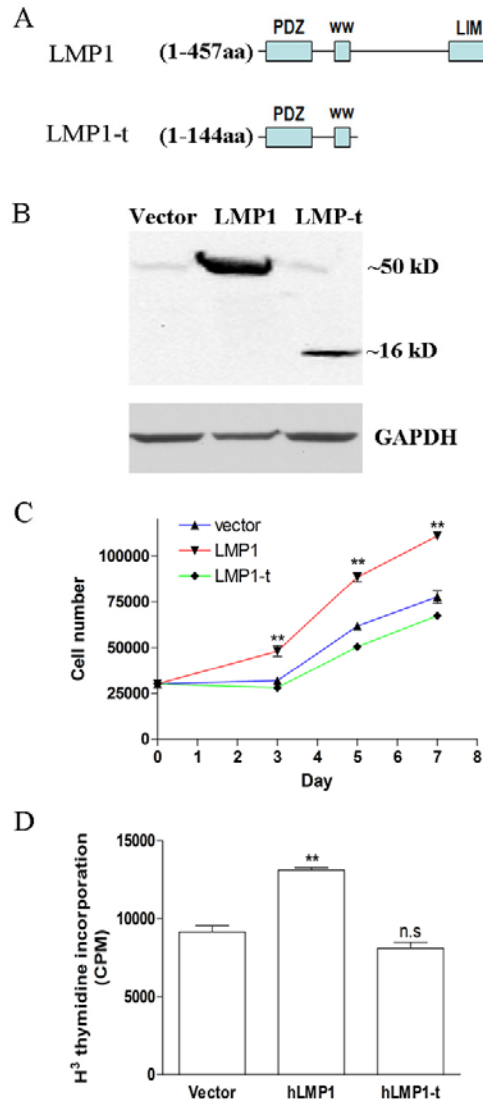 A
PDZ WW LIM
LMP1 (1-457aa)
PDZ WW
LMP1-t (1-144aa)
B
Vector LMP1 LMP-t
~50 kD
~16 kD
GAPDH
C
vector
LMP1
LMP1-t
**
**
**
100000
75000
50000
25000
0
Cell number
0 1 2 3 4 5 6 7 8
Day
D
15000
10000
5000
0
H³ thymidine incorporation
(CPM)
**
n.s
Vector hLMP1 hLMP1-t